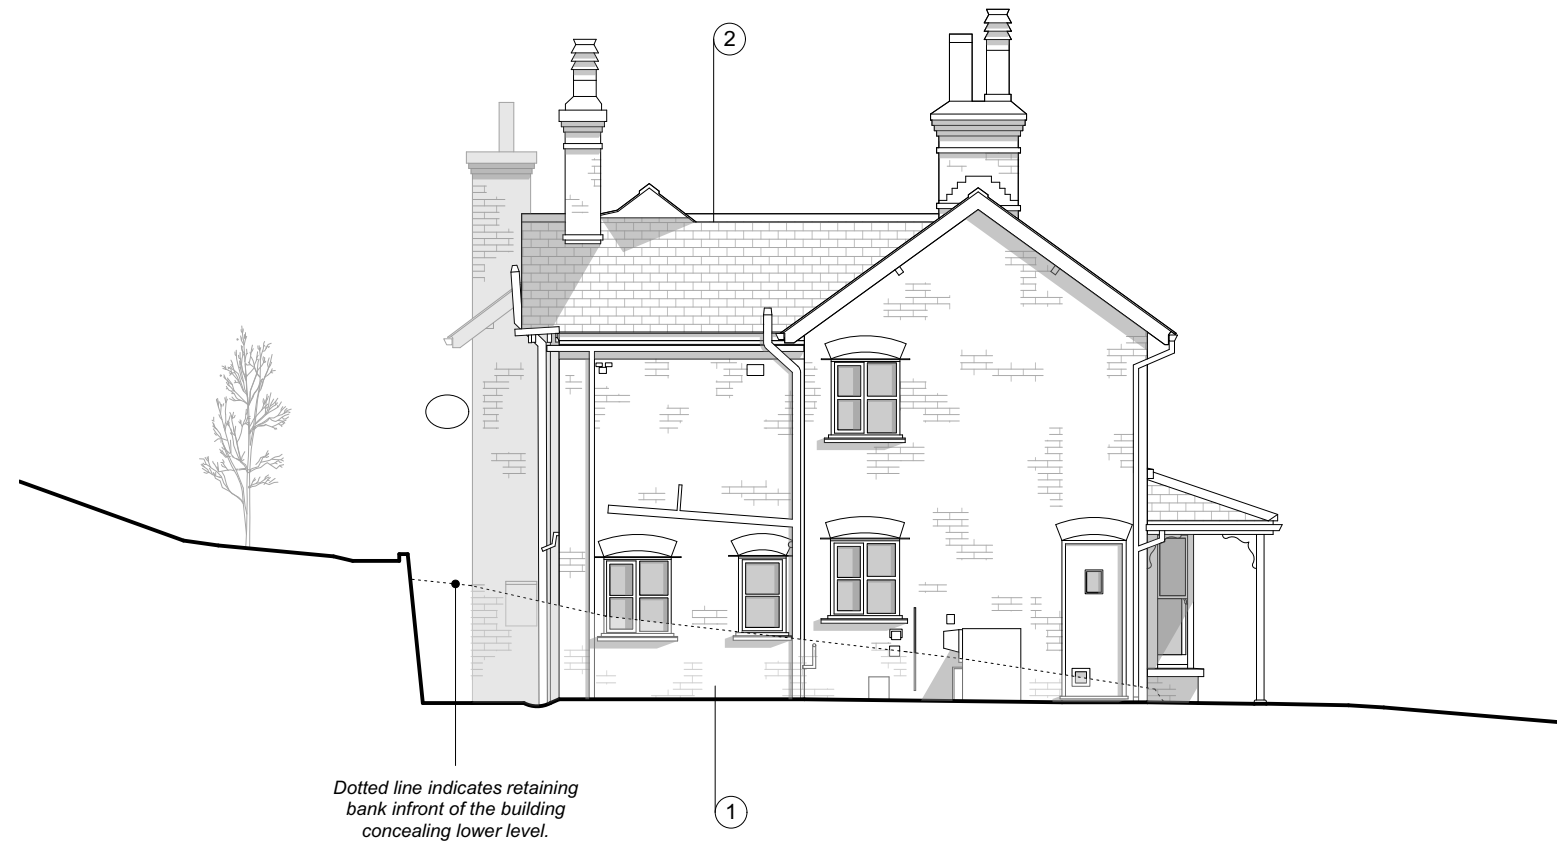 2
Dotted line indicates retaining
bank infront of the building
concealing lower level.
1